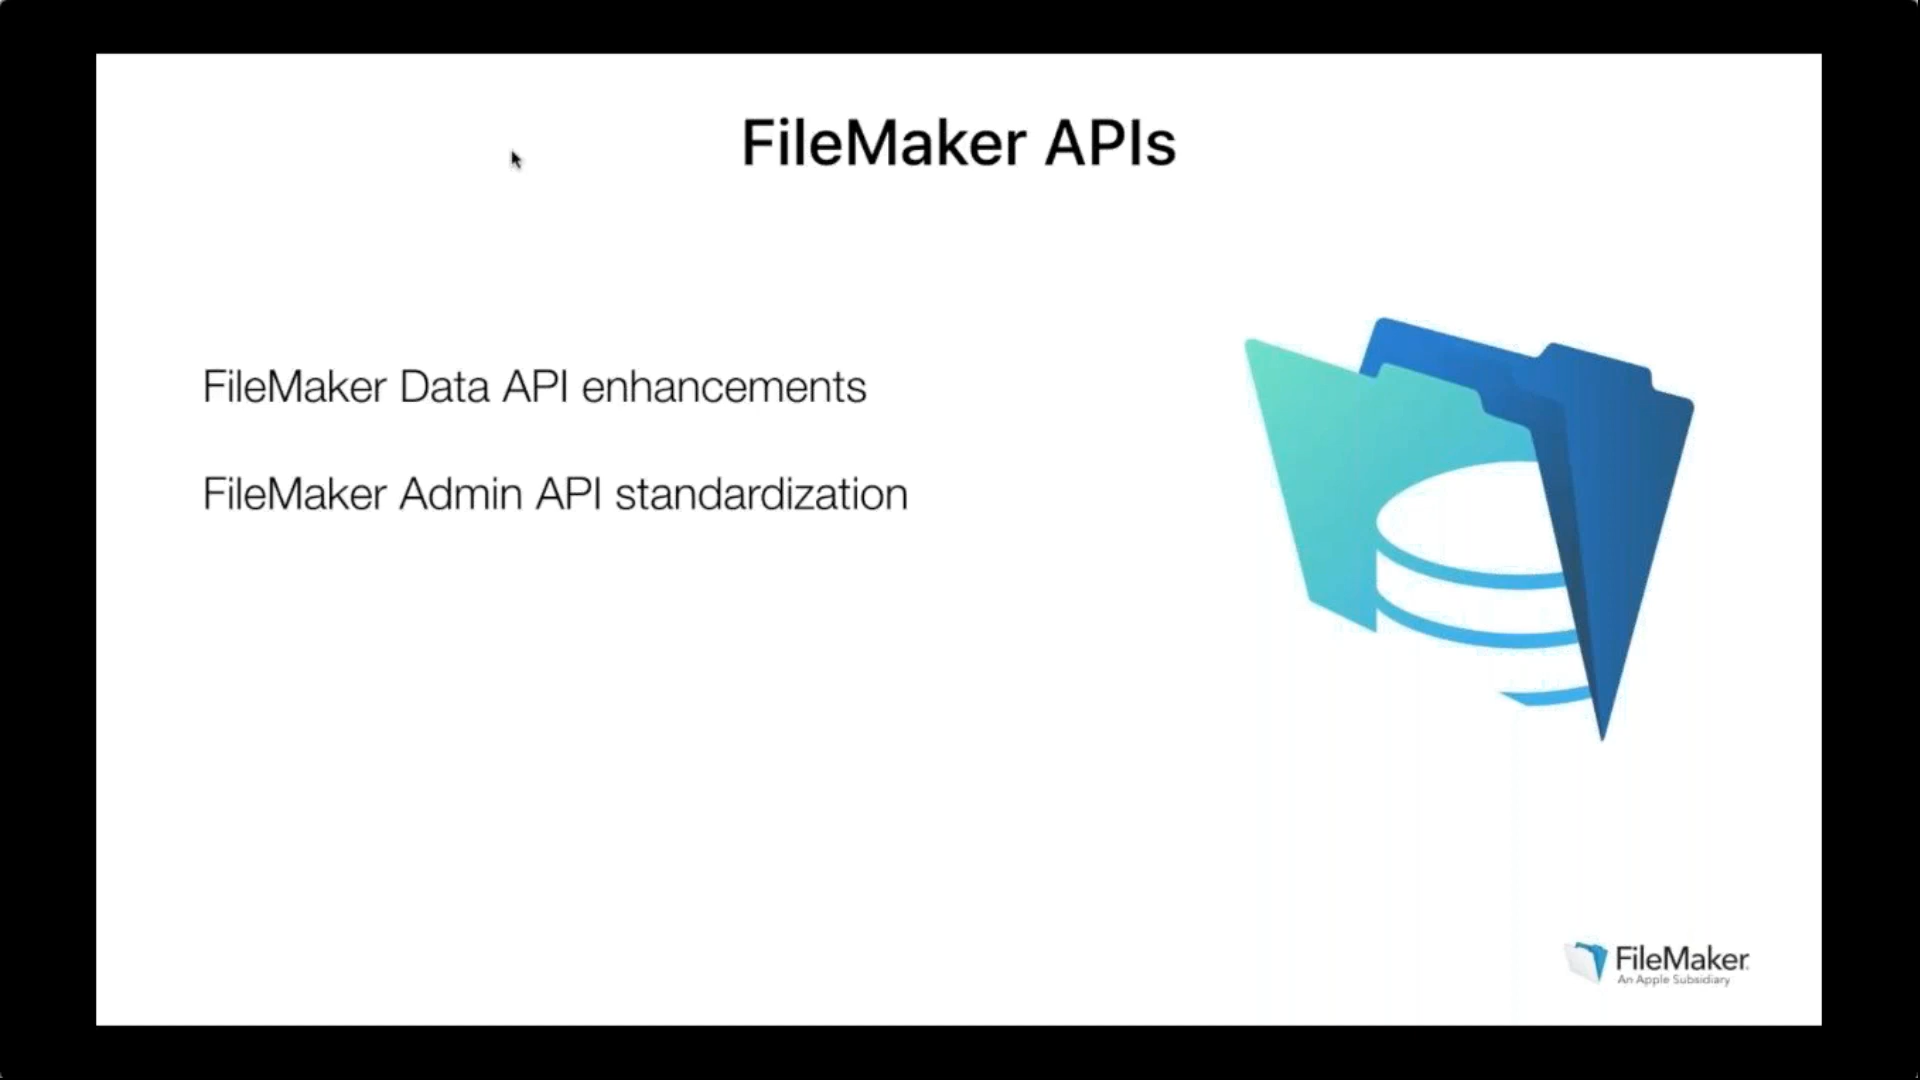 FileMaker APIs
FileMaker Data API enhancements
FileMaker Admin API standardization
FileMaker
An Apple Subsidiary